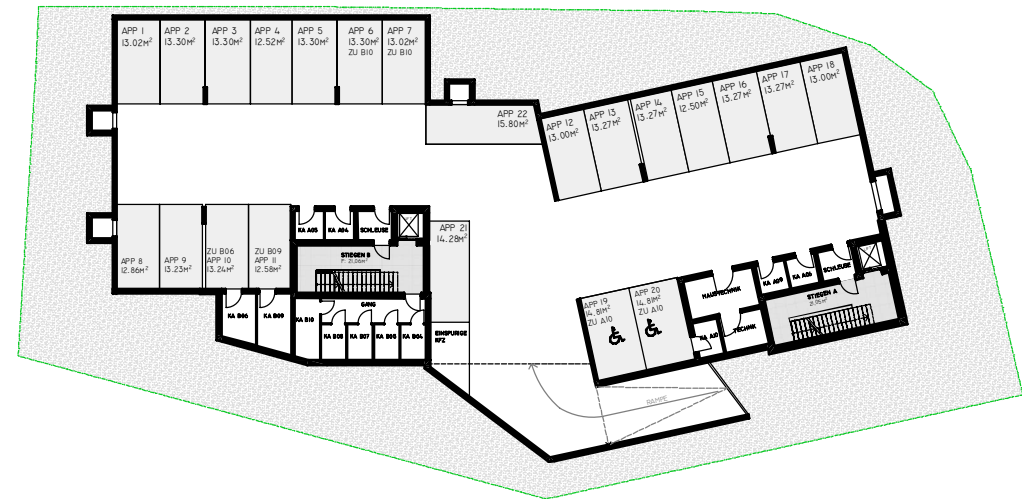 APP 1
13.02M²
APP 2
13.30M²
APP 3
13.30M²
APP 4
12.52M²
APP 5
13.30M²
APP 6
13.30M²
ZU B10
APP 7
13.02M²
ZU B10
APP 22
15.80M²
APP 12
13.00M²
APP 13
13.27M²
APP 14
13.27M²
APP 15
12.50M²
APP 16
13.27M²
APP 17
13.27M²
APP 18
13.00M²
APP 8
12.86M²
APP 9
13.23M²
ZU B06
APP 10
13.24M²
ZU B09
APP 11
12.58M²
KA A05
KA A04
SCHLEUSE
STIEGEN B
F: 21,06m²
APP 21
14.28M²
KA B06
KA B09
KA B10
GANG
KA B08
KA B07
KA B05
KA B04
EINSPURIGE
KFZ
APP 19
14.81M²
ZU A10
APP 20
14.81M²
ZU A10
HAUPTECHNIK
KA A09
KA A06
SCHLEUSE
STIEGEN A
KA A10
TECHNIK
RAMPE